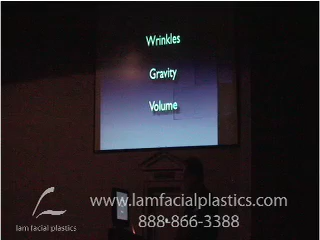 Wrinkles
Gravity
Volume
lam facial plastics
www.lamfacialplastics.com
888-866-3388